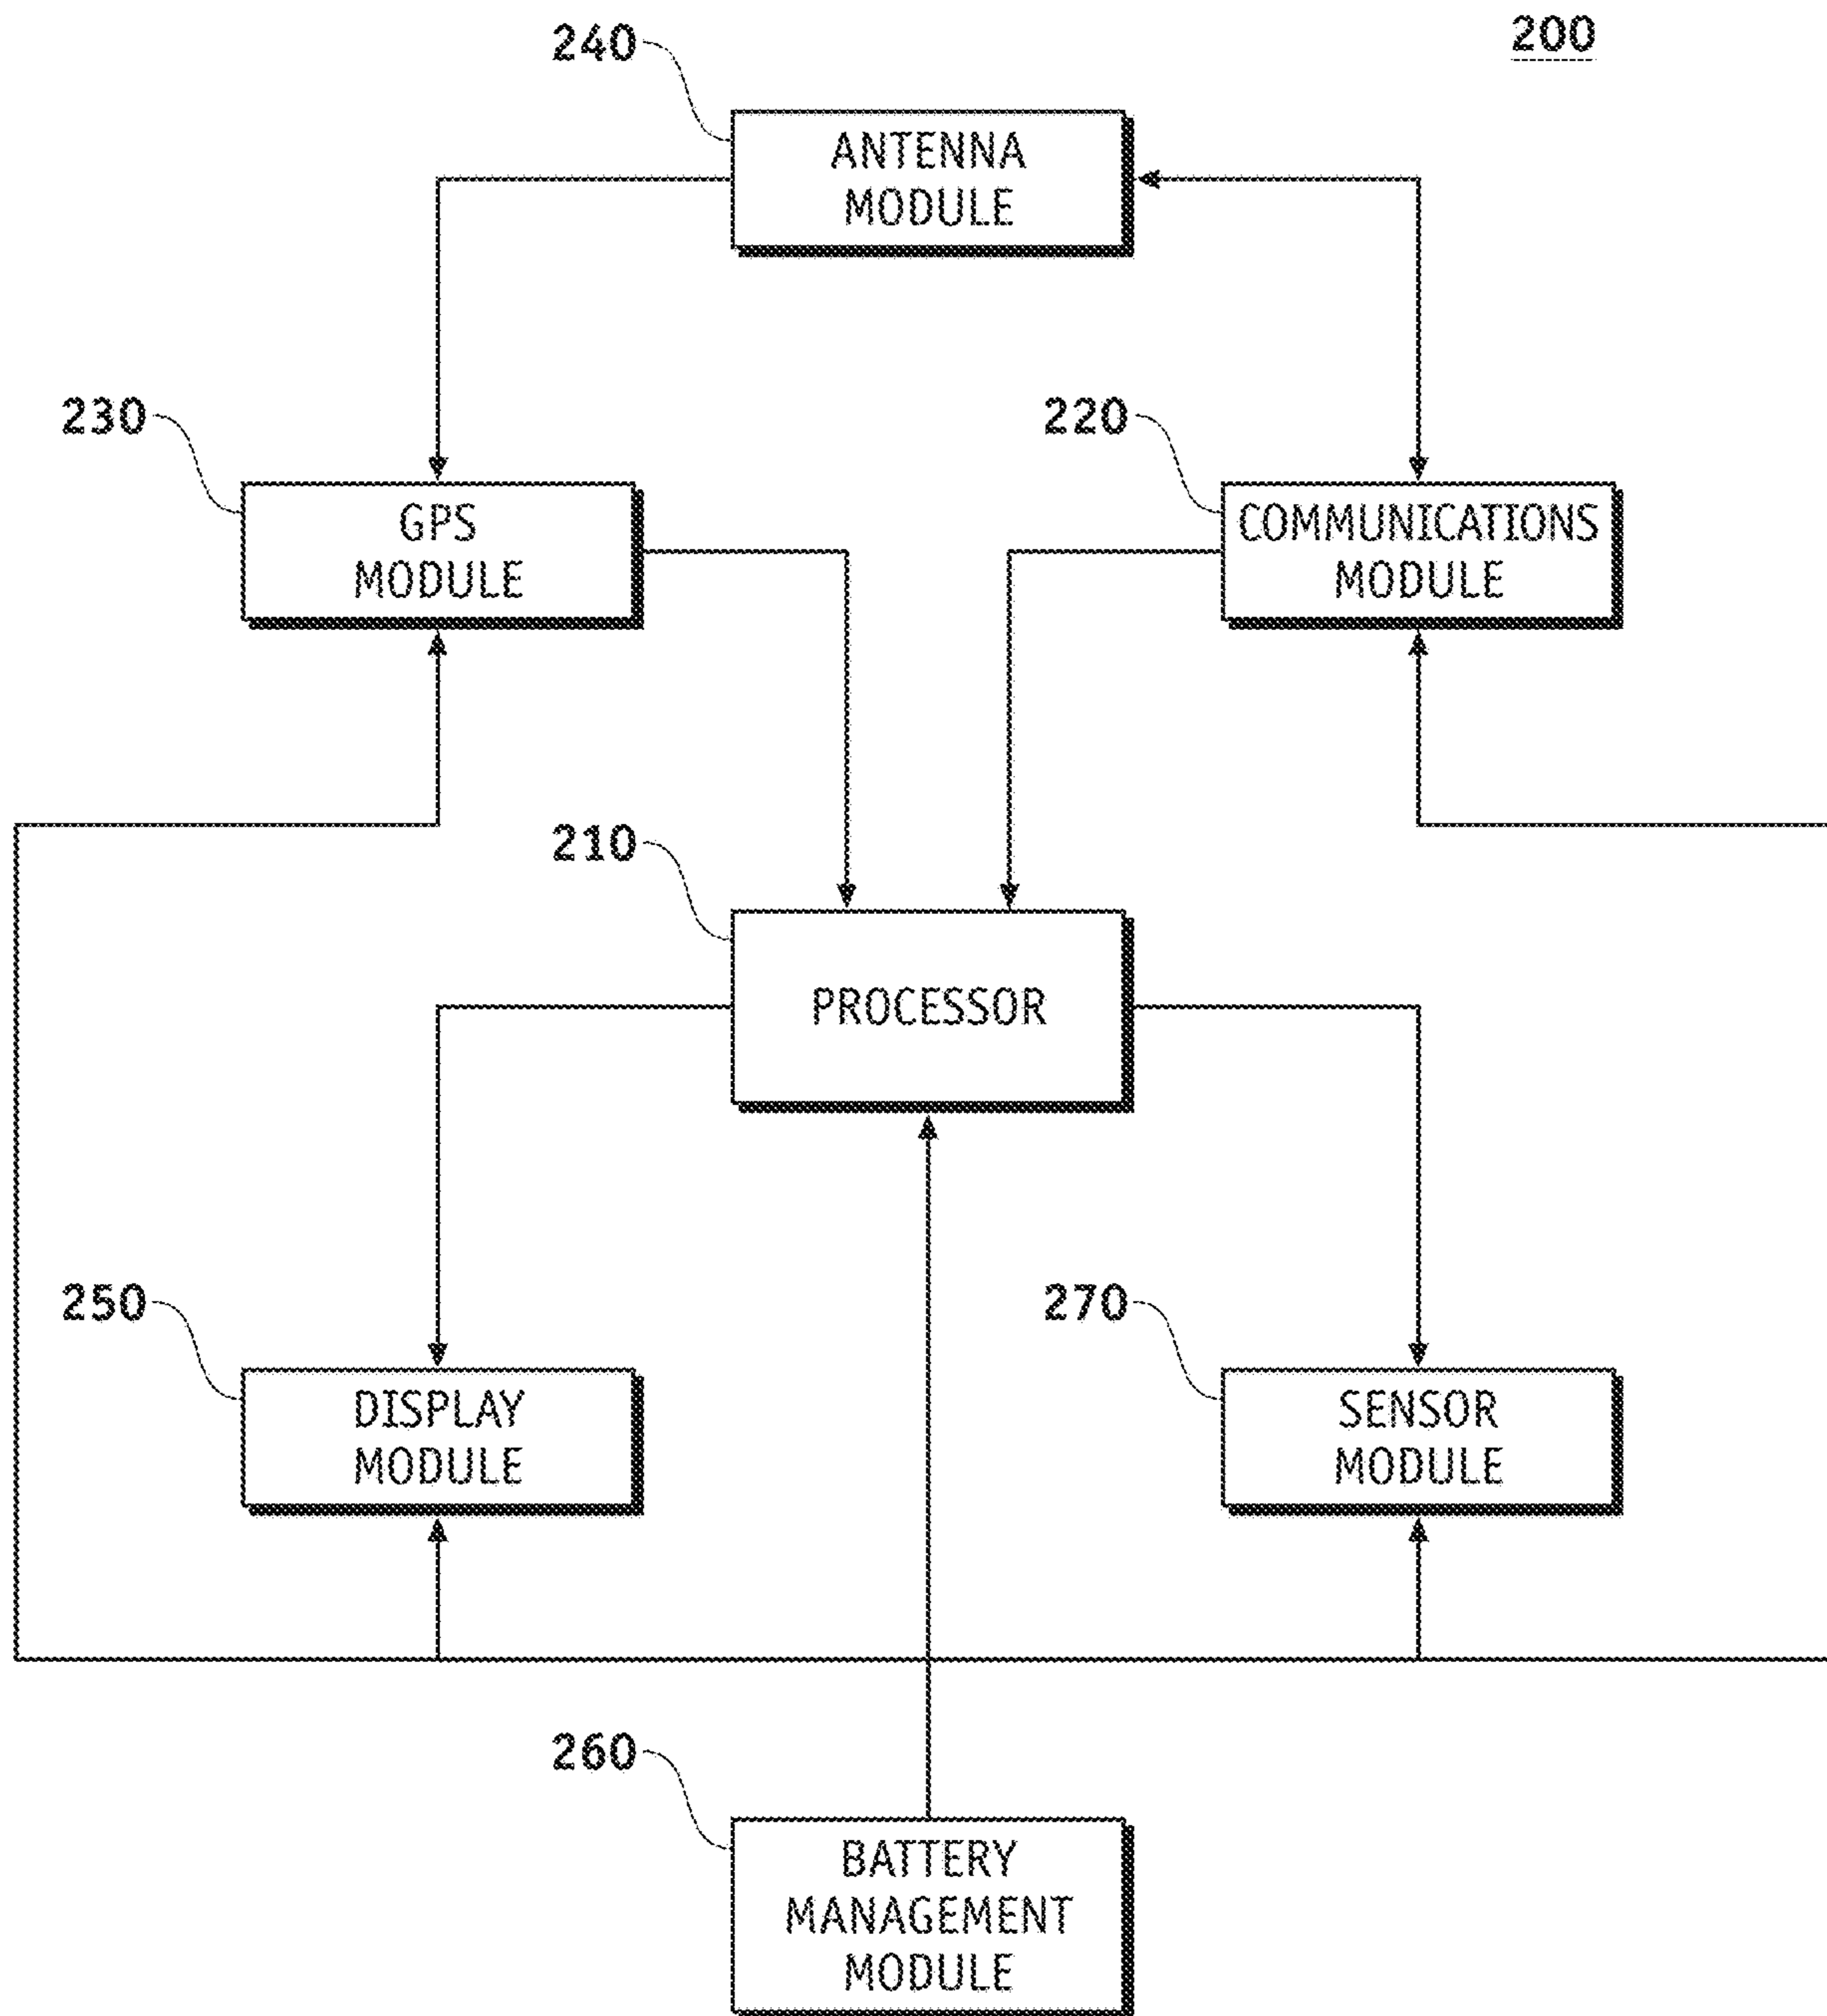 240
200
ANTENNA
MODULE
230
220
GPS
MODULE
COMMUNICATIONS
MODULE
210
PROCESSOR
250
270
DISPLAY
MODULE
SENSOR
MODULE
260
BATTERY
MANAGEMENT
MODULE